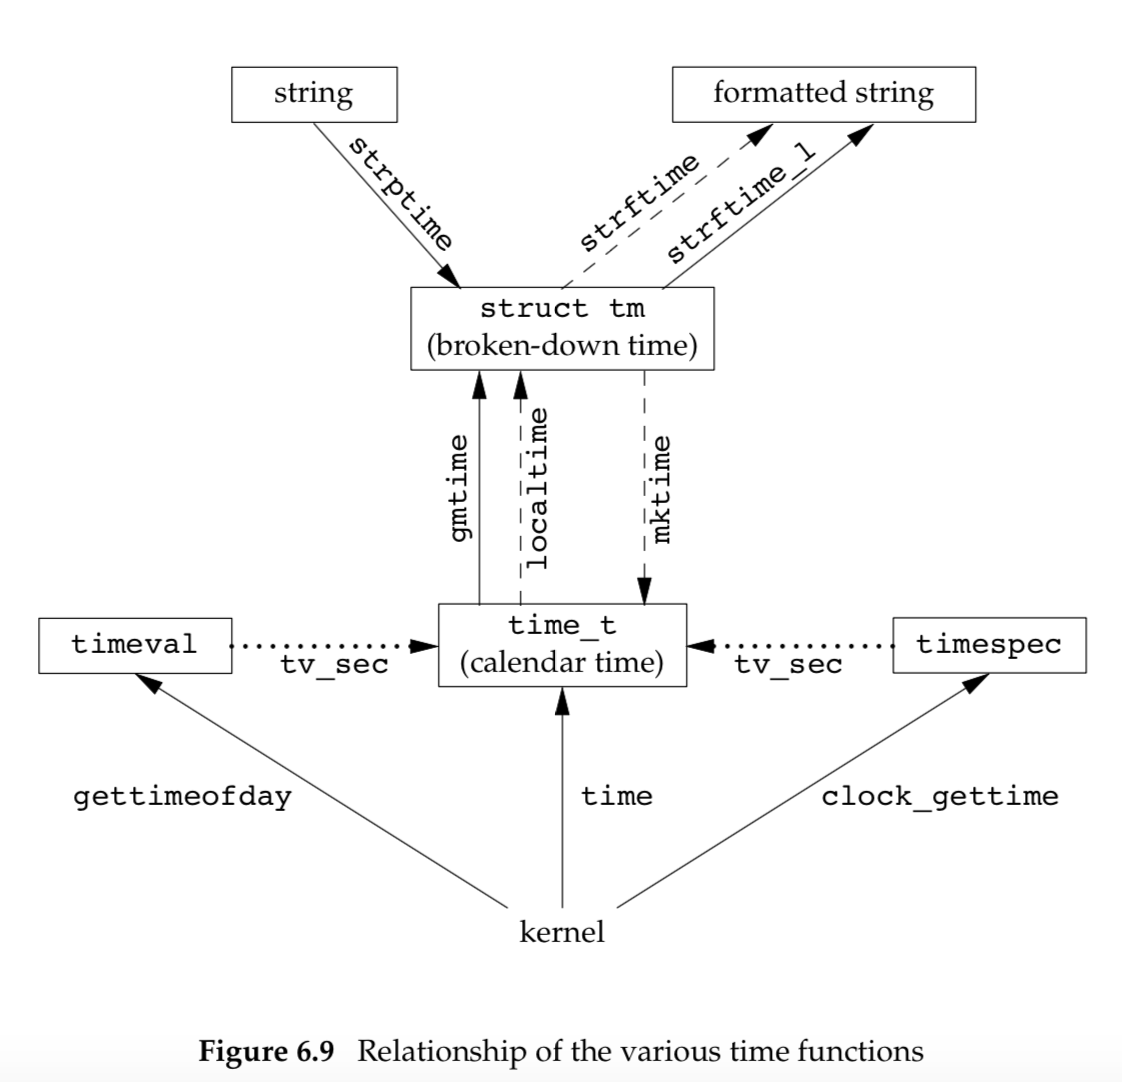 string
formatted string
strptime
strftime
strftime_l
struct tm
(broken-down time)
gmtime
localtime
mktime
timeval
tv_sec
time_t
(calendar time)
tv_sec
timespec
gettimeofday
time
clock_gettime
kernel
Figure 6.9 Relationship of the various time functions